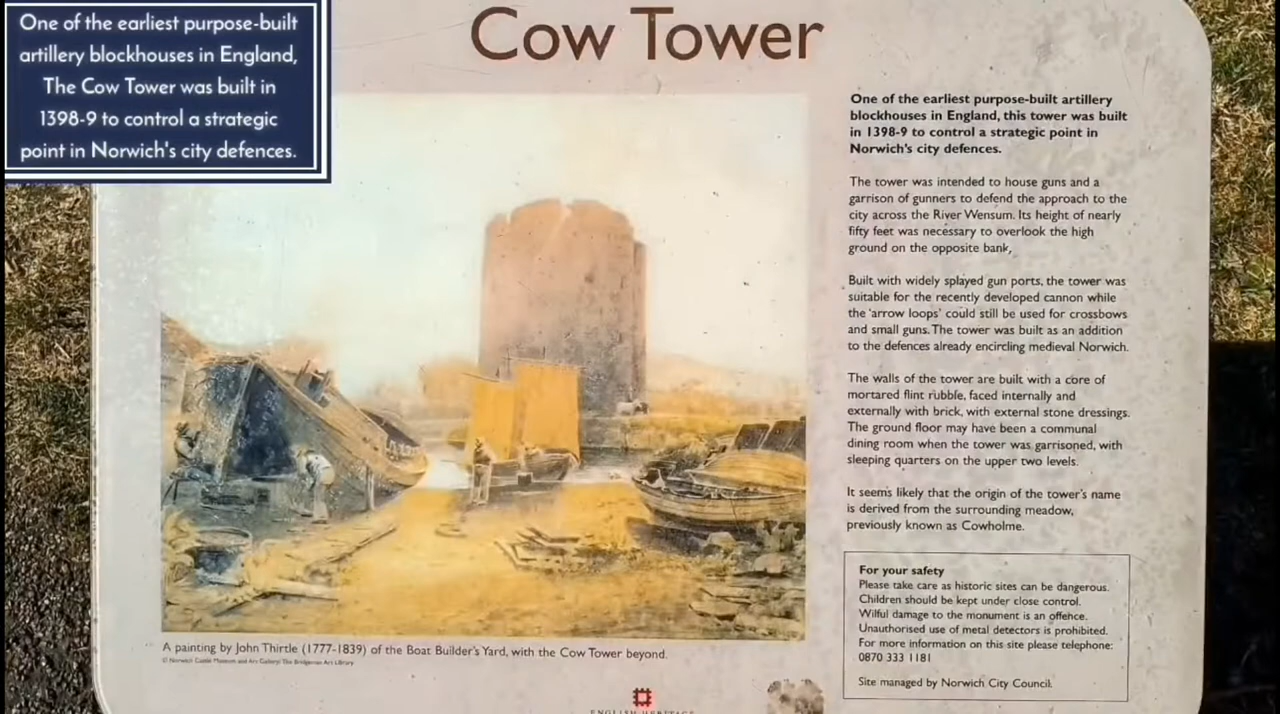 One of the earliest purpose-built
artillery blockhouses in England,
The Cow Tower was built in
1398-9 to control a strategic
point in Norwich's city defences.
Cow Tower
One of the earliest purpose-built artillery
blockhouses in England, this tower was built
in 1398-9 to control a strategic point in
Norwich's city defences.
The tower was intended to house guns and a
garrison of gunners to defend the approach to the
city across the River Wensum. Its height of nearly
fifty feet was necessary to overlook the high
ground on the opposite bank,
Built with widely splayed gun ports, the tower was
suitable for the recently developed cannon while
the 'arrow loops' could still be used for crossbows
and small guns. The tower was built as an addition
to the defences already encircling medieval Norwich.
The walls of the tower are built with a core of
mortared flint rubble, faced internally and
externally with brick, with external stone dressings.
The ground floor may have been a communal
dining room when the tower was garrisoned, with
sleeping quarters on the upper two levels.
It seems likely that the origin of the tower's name
is derived from the surrounding meadow,
previously known as Cowholme.
For your safety
Please take care as historic sites can be dangerous.
Children should be kept under close control.
Wilful damage to the monument is an offence.
Unauthorised use of metal detectors is prohibited.
For more information on this site please telephone:
0870 333 1181
Site managed by Norwich City Council.
A painting by John Thirtle (1777-1839) of the Boat Builder's Yard, with the Cow Tower beyond.
© Norwich Castle Museum and Art Gallery/The Bridgeman Art Library
ENGLISH HERITAGE